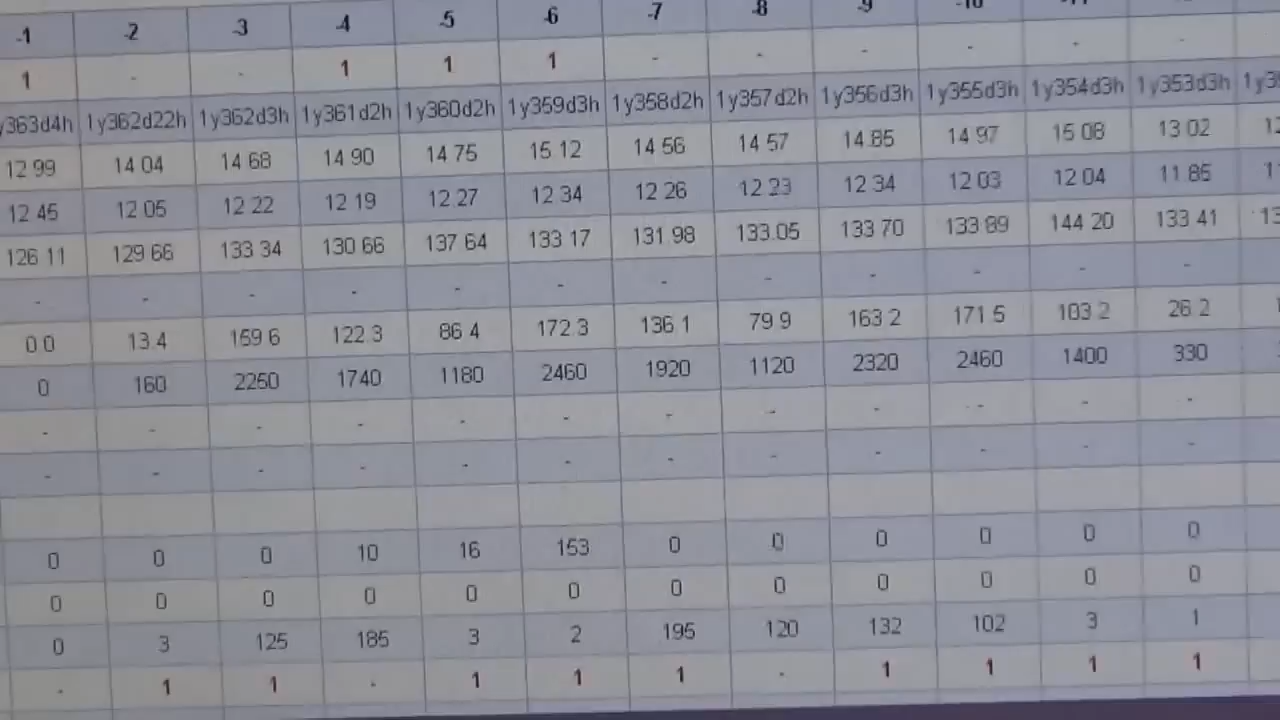 -1 -2 -3 -4 -5 -6 -7 -8 -9 -10
1 - - 1 1 1 - - - - - -
y363d4h 1y362d22h 1y362d3h 1y361d2h 1y360d2h 1y359d3h 1y358d2h 1y357d2h 1y356d3h 1y355d3h 1y354d3h 1y353d3h
12 99 14 04 14 68 14 90 14 75 15 12 14 56 14 57 14 85 14 97 15 08 13 02
12 45 12 05 12 22 12 19 12 27 12 34 12 26 12 23 12 34 12 03 12 04 11 85
126 11 129 66 133 34 130 66 137 64 133 17 131 98 133.05 133 70 133 89 144 20 133 41
- - - - - - - - - - - -
0 0 13 4 159 6 122 3 86 4 172 3 136 1 79 9 163 2 171 5 103 2 26 2
0 160 2250 1740 1180 2460 1920 1120 2320 2460 1400 330
- - - - - - - - - - - -
- - - - - - - - - - - -
0 0 0 10 16 153 0 0 0 0 0 0
0 0 0 0 0 0 0 0 0 0 0 0
0 3 125 185 3 2 195 120 132 102 3 1
- 1 1 - 1 1 1 - 1 1 1 1